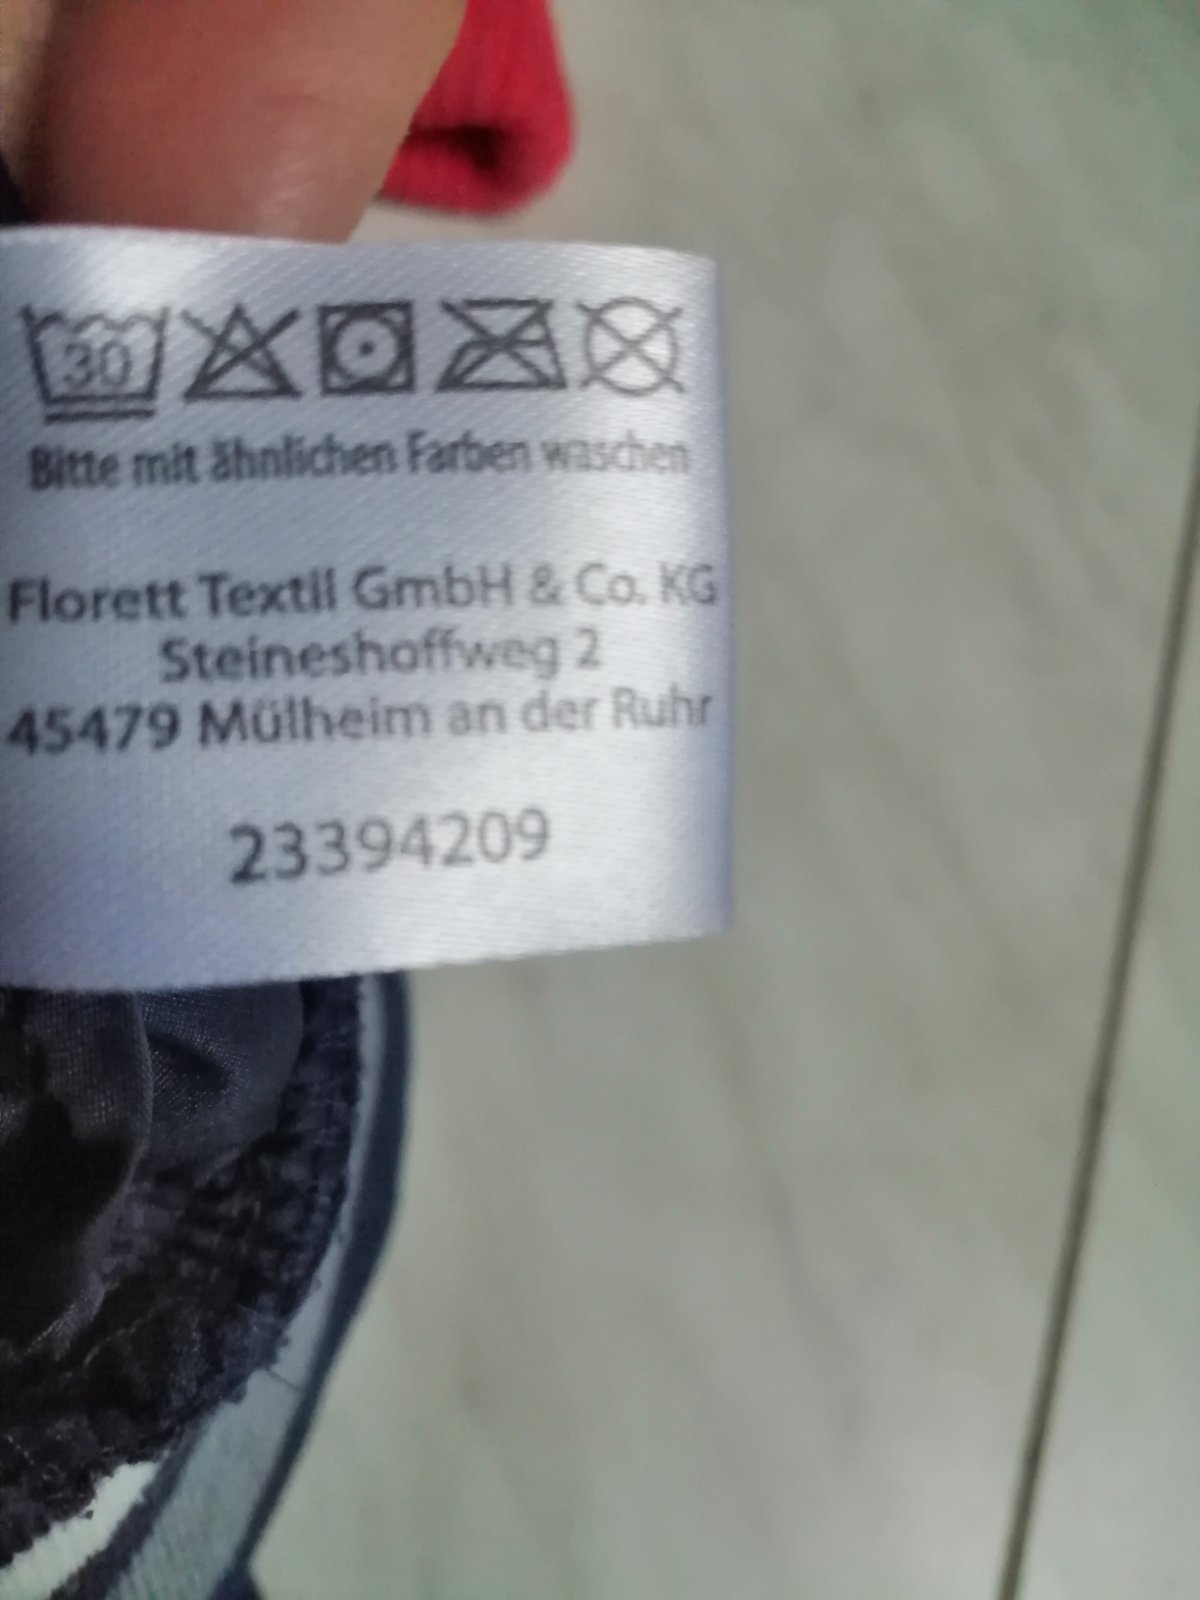 30
Bitte mit ähnlichen Farben waschen
Florett Textil GmbH & Co. KG
Steineshoffweg 2
45479 Mülheim an der Ruhr
23394209